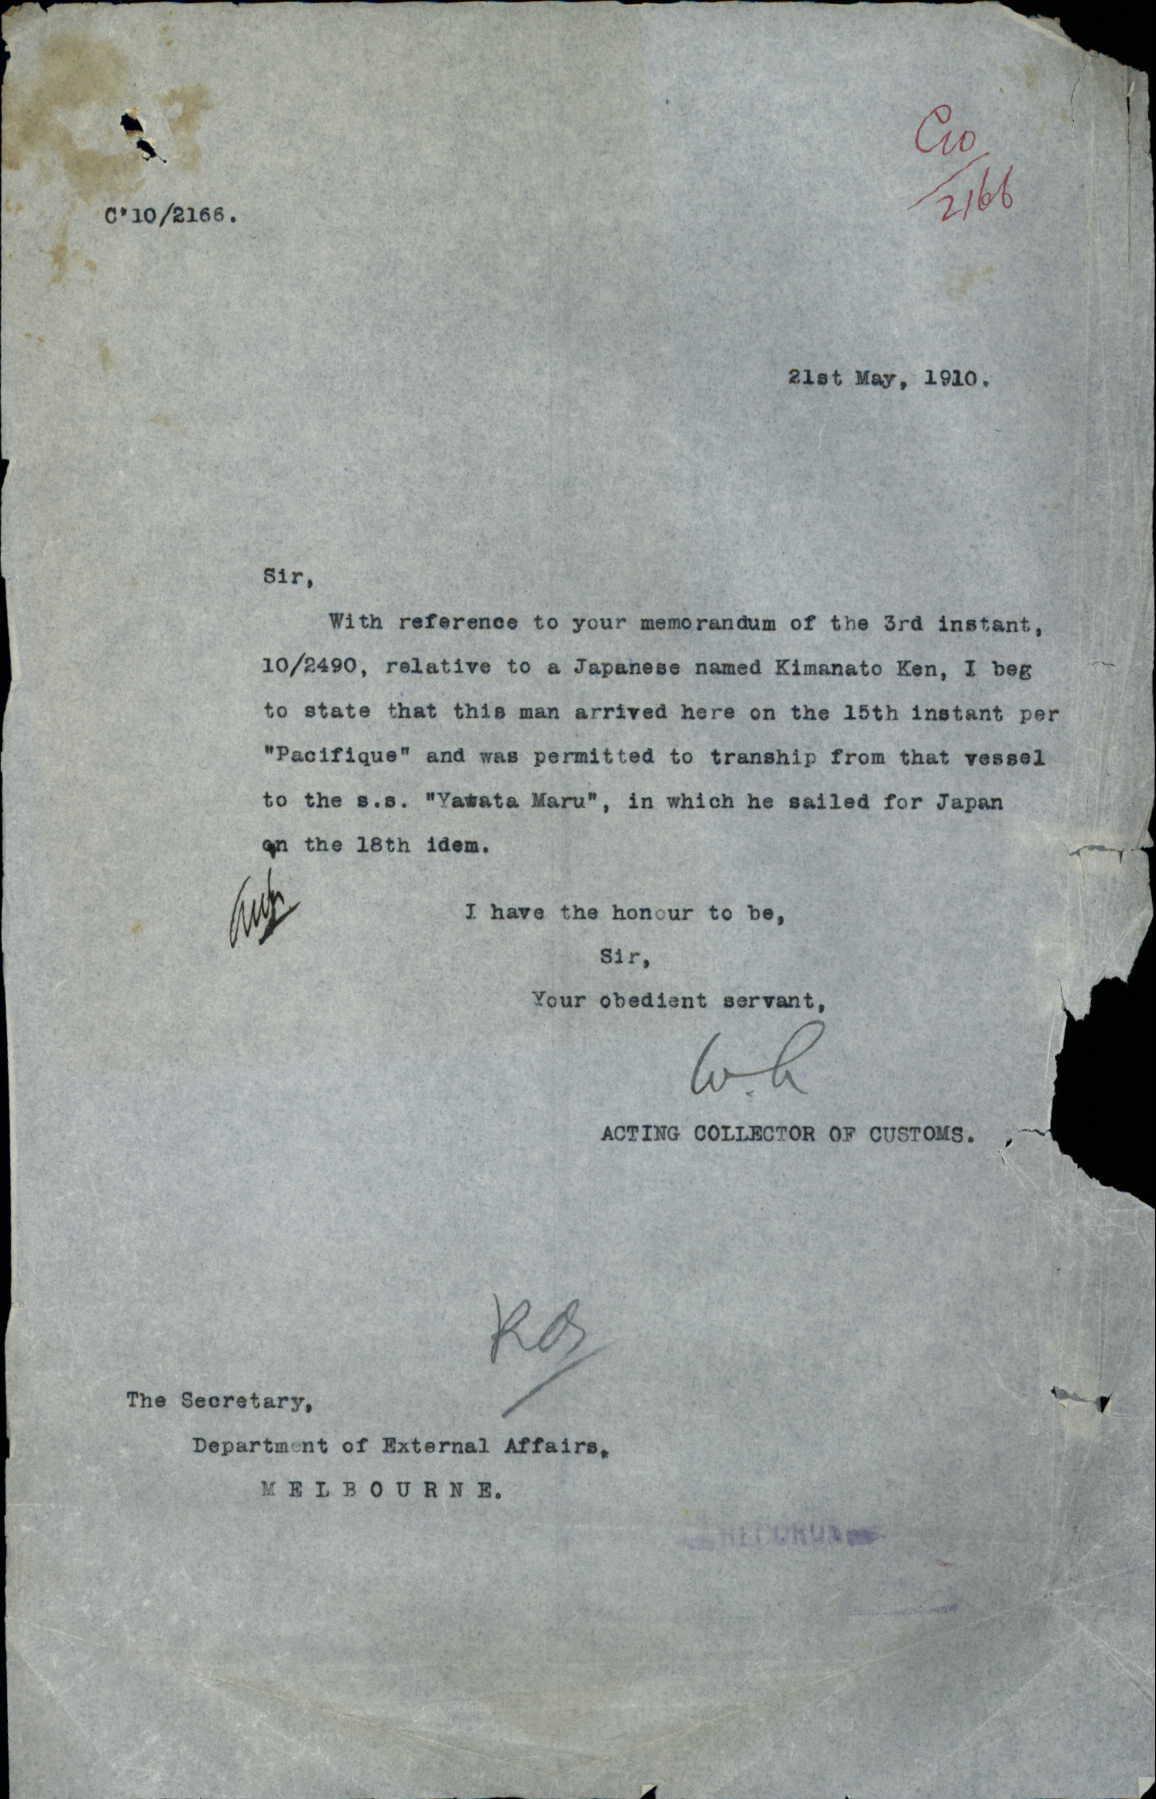 C10
2166
C'10/2166.
21st May, 1910.
Sir,
With reference to your memorandum of the 3rd instant,
10/2490, relative to a Japanese named Kimanato Ken, I beg
to state that this man arrived here on the 15th instant per
"Pacifique" and was permitted to tranship from that vessel
to the s.s. "Yawata Maru", in which he sailed for Japan
on the 18th idem.
I have the honour to be,
Sir,
Your obedient servant,
ACTING COLLECTOR OF CUSTOMS.
The Secretary,
Department of External Affairs,
MELBOURNE.
RECORDS